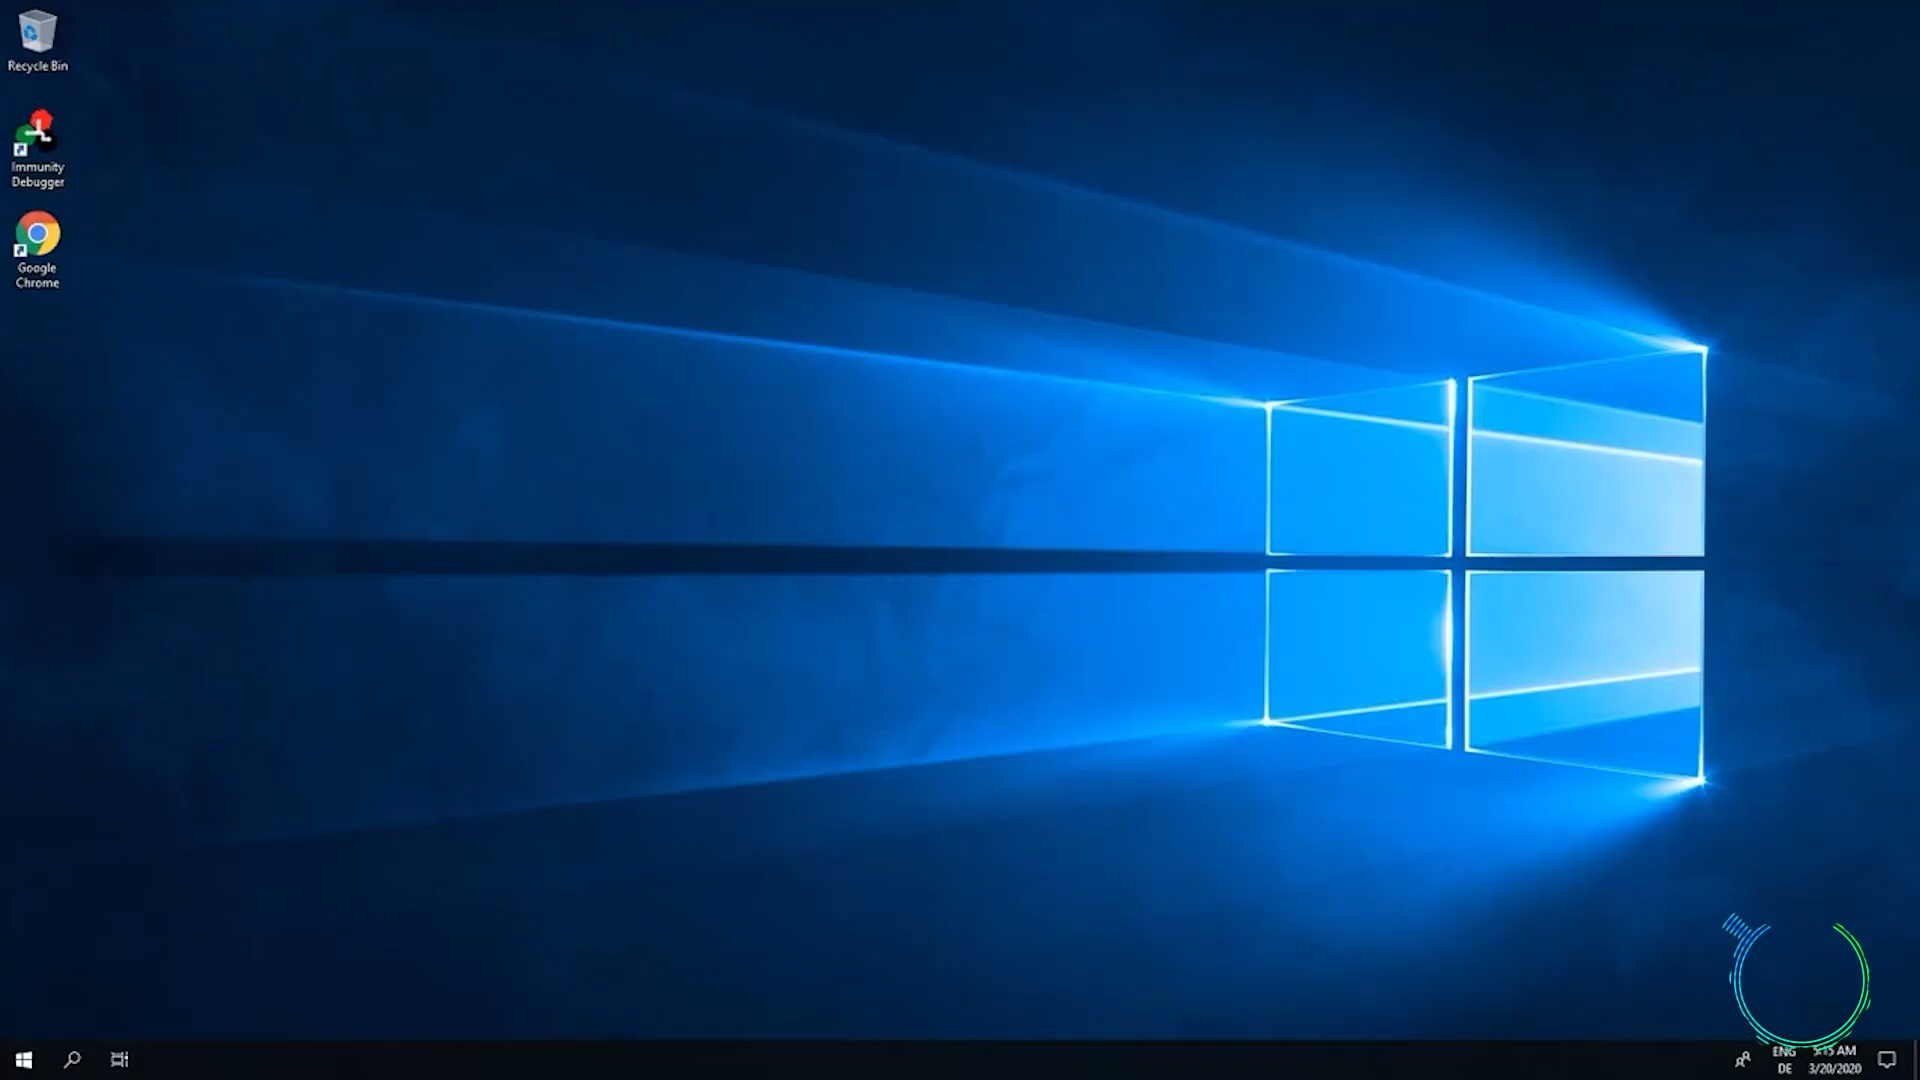 Recycle Bin
Immunity
Debugger
Google
Chrome
ENG
DE
5:15 AM
3/20/2020